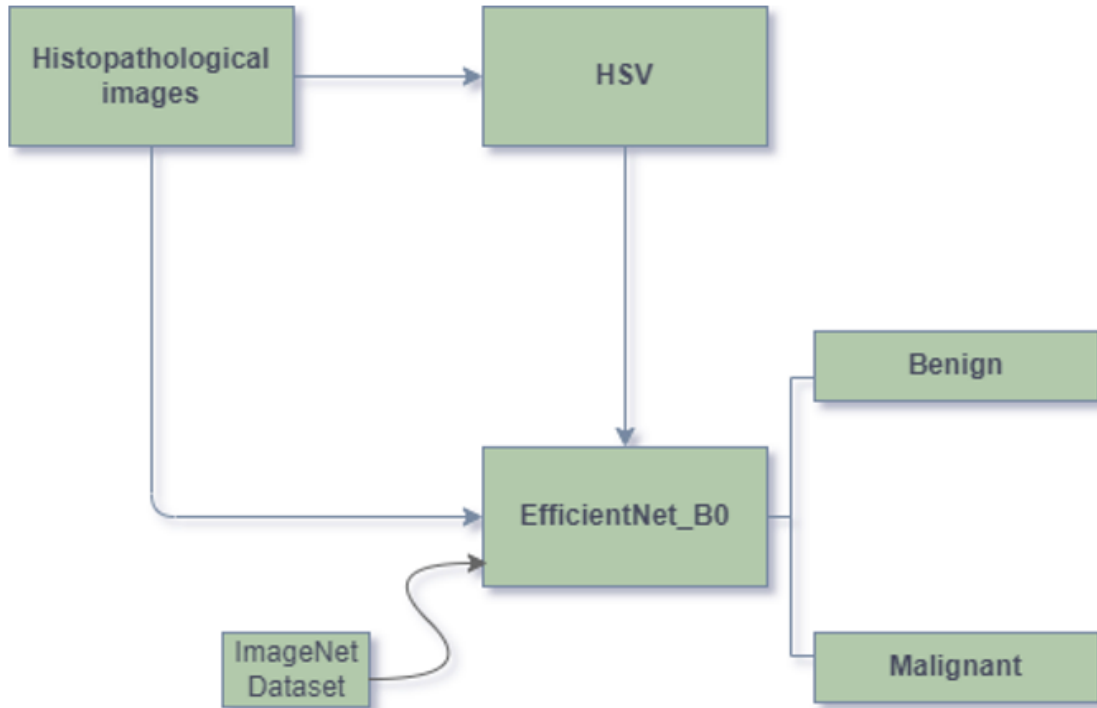 Histopathological
images
HSV
Benign
EfficientNet_B0
ImageNet
Dataset
Malignant